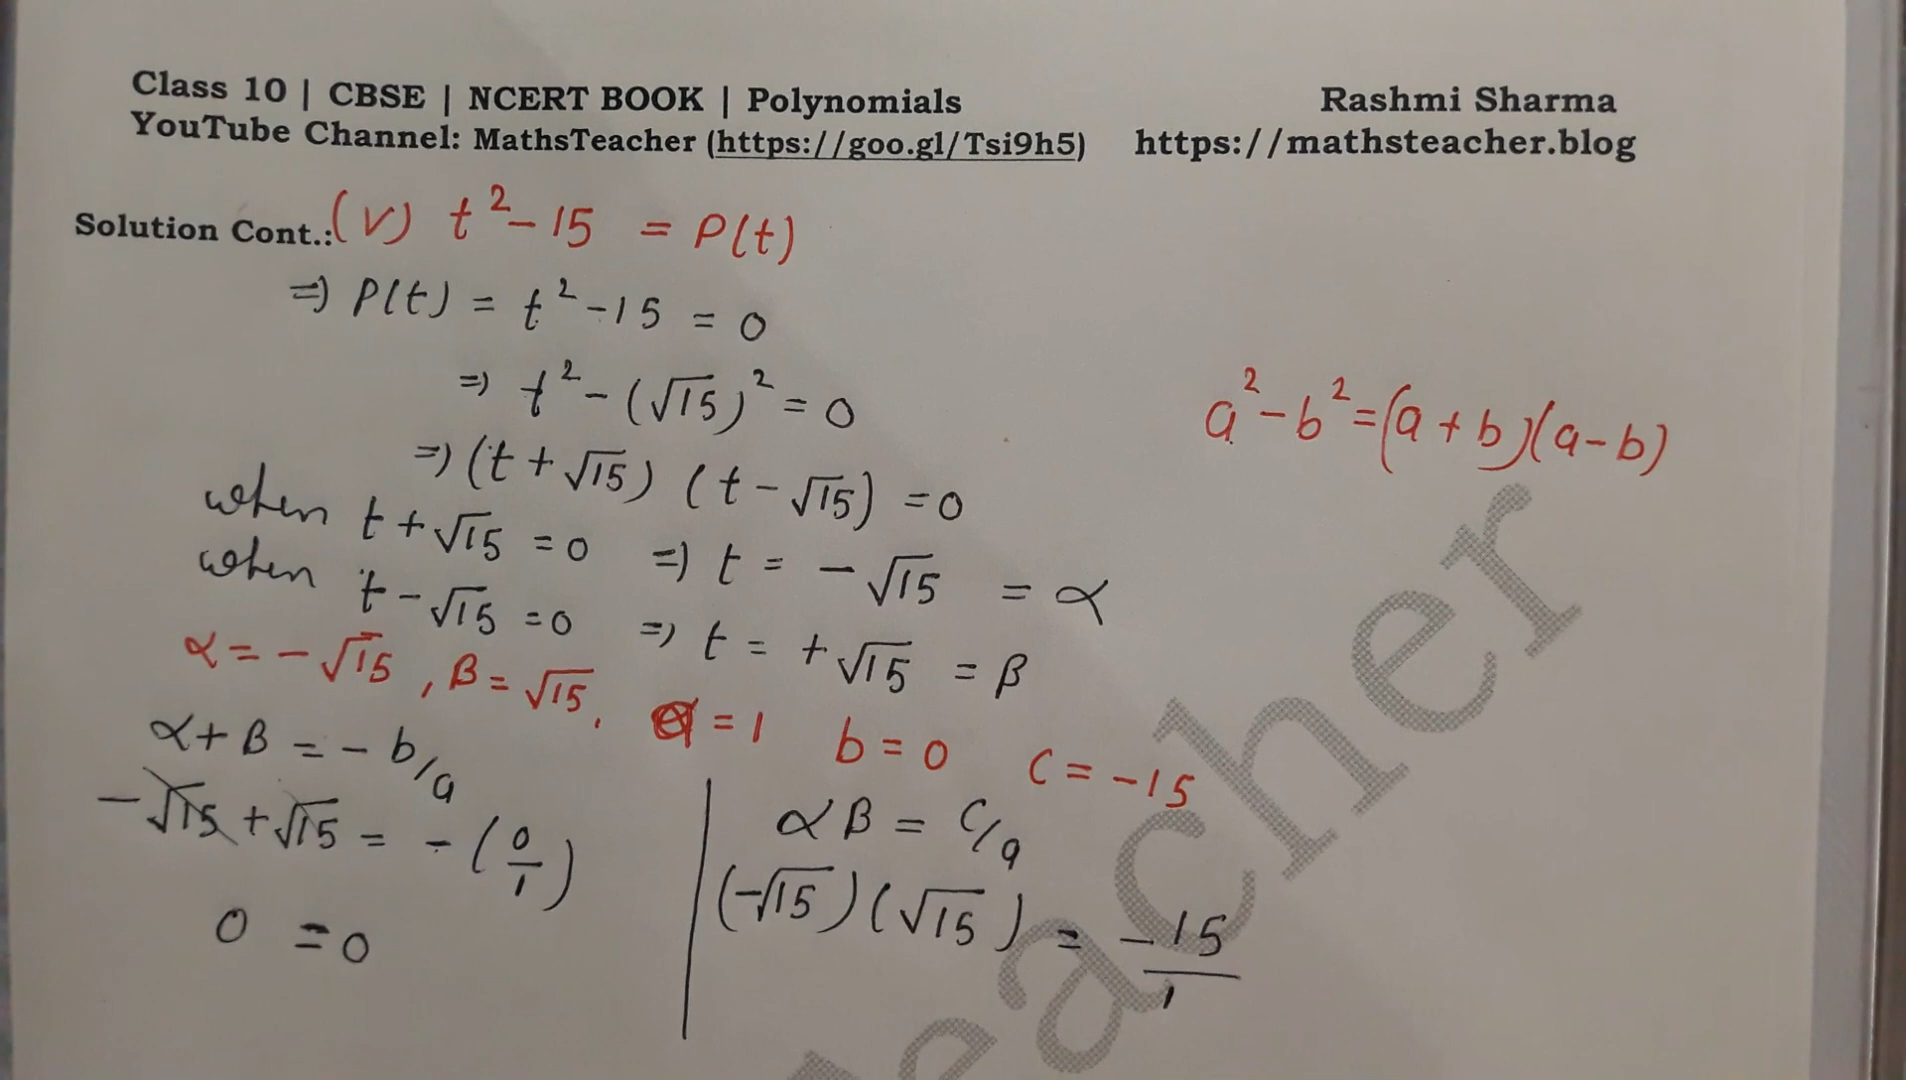 Class 10 | CBSE | NCERT BOOK | Polynomials Rashmi Sharma
YouTube Channel: MathsTeacher (https://goo.gl/Tsi9h5) https://mathsteacher.blog
Solution Cont.: (v) t² - 15 = P(t)
⇒ P(t) = t² - 15 = 0
⇒ t² - (√15)² = 0
a² - b² = (a + b)(a - b)
⇒ (t + √15) (t - √15) = 0
when t + √15 = 0 ⇒ t = - √15 = α
when t - √15 = 0 ⇒ t = + √15 = β
α = - √15, β = √15, a = 1 b = 0 c = -15
α + β = - b/a
- √15 + √15 = - (0/1)
0 = 0
αβ = c/a
(-√15)(√15) = -15/1
eacher